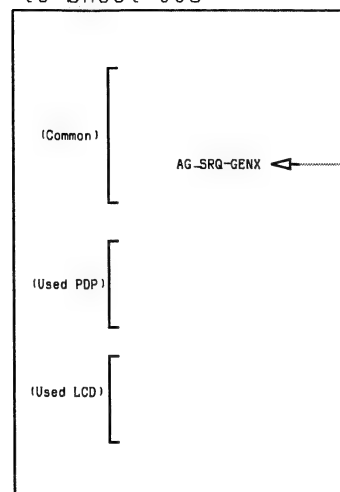 (Common)
AG_SRQ-GENX
(Used PDP)
(Used LCD)